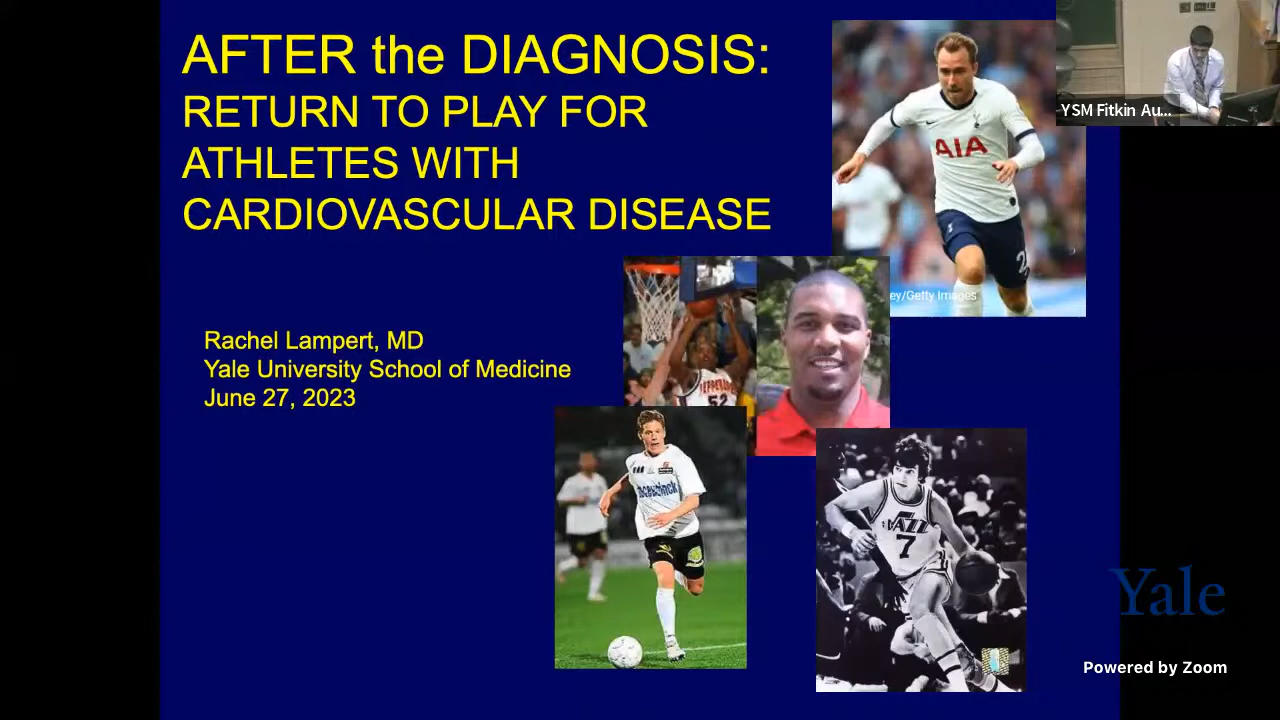 AFTER the DIAGNOSIS:
RETURN TO PLAY FOR
ATHLETES WITH
CARDIOVASCULAR DISEASE
YSM Fitkin Au...
AIA
ey/Getty Images
Rachel Lampert, MD
Yale University School of Medicine
June 27, 2023
52
JAZZ
7
Yale
Powered by Zoom